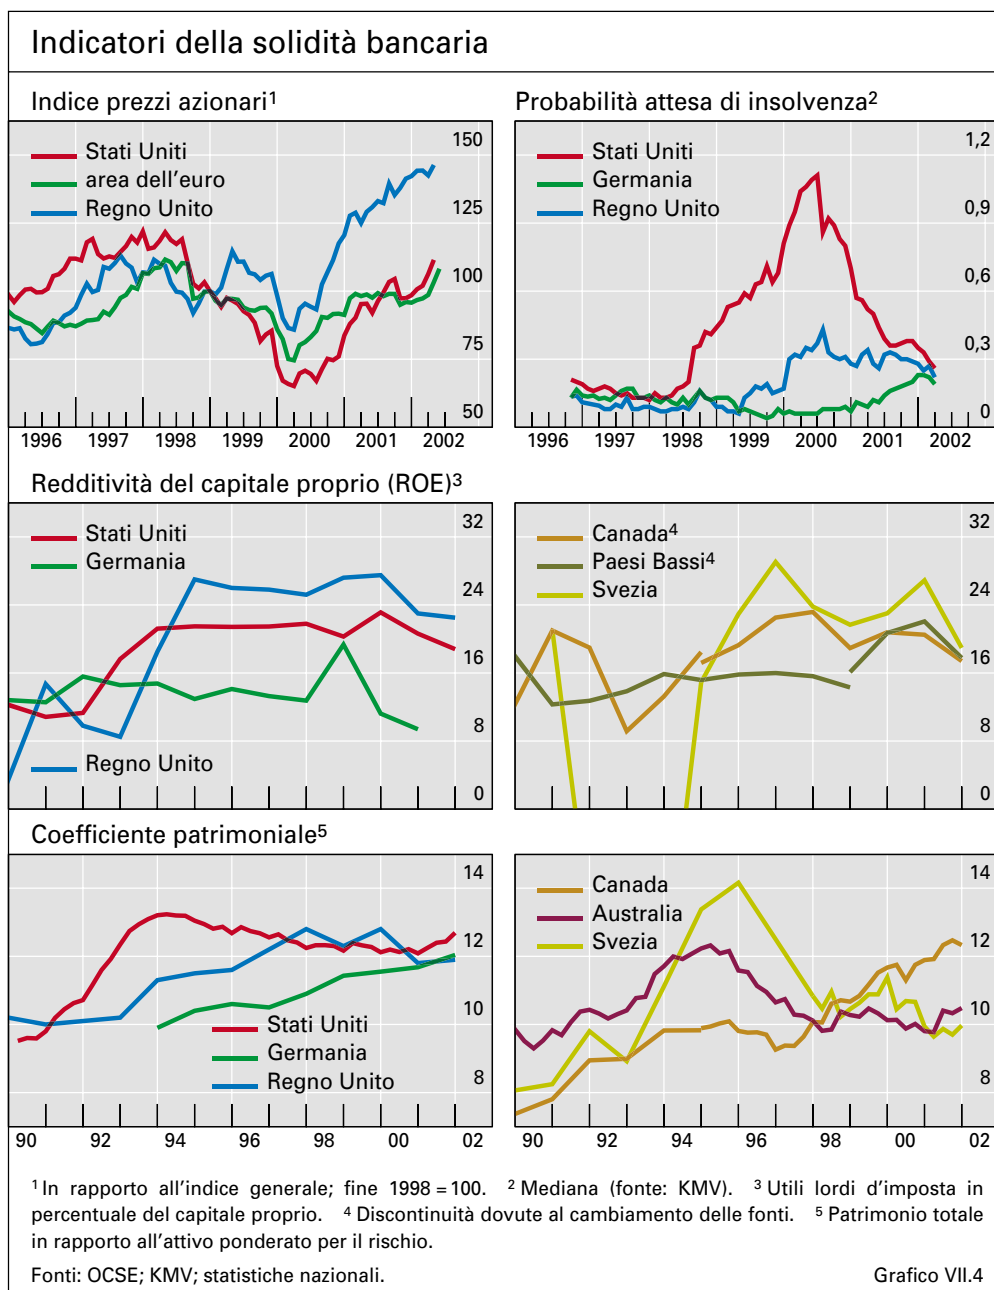 Indicatori della solidità bancaria
Indice prezzi azionari¹
Stati Uniti
area dell'euro
Regno Unito
150
125
100
75
50
1996 1997 1998 1999 2000 2001 2002
Probabilità attesa di insolvenza²
Stati Uniti
Germania
Regno Unito
1,2
0,9
0,6
0,3
0
1996 1997 1998 1999 2000 2001 2002
Redditività del capitale proprio (ROE)³
Stati Uniti
Germania
Regno Unito
32
24
16
8
0
Canada⁴
Paesi Bassi⁴
Svezia
32
24
16
8
0
Coefficiente patrimoniale⁵
Stati Uniti
Germania
Regno Unito
14
12
10
8
90 92 94 96 98 00 02
Canada
Australia
Svezia
14
12
10
8
90 92 94 96 98 00 02
¹ In rapporto all'indice generale; fine 1998 = 100. ² Mediana (fonte: KMV). ³ Utili lordi d'imposta in
percentuale del capitale proprio. ⁴ Discontinuità dovute al cambiamento delle fonti. ⁵ Patrimonio totale
in rapporto all'attivo ponderato per il rischio.
Fonti: OCSE; KMV; statistiche nazionali. Grafico VII.4